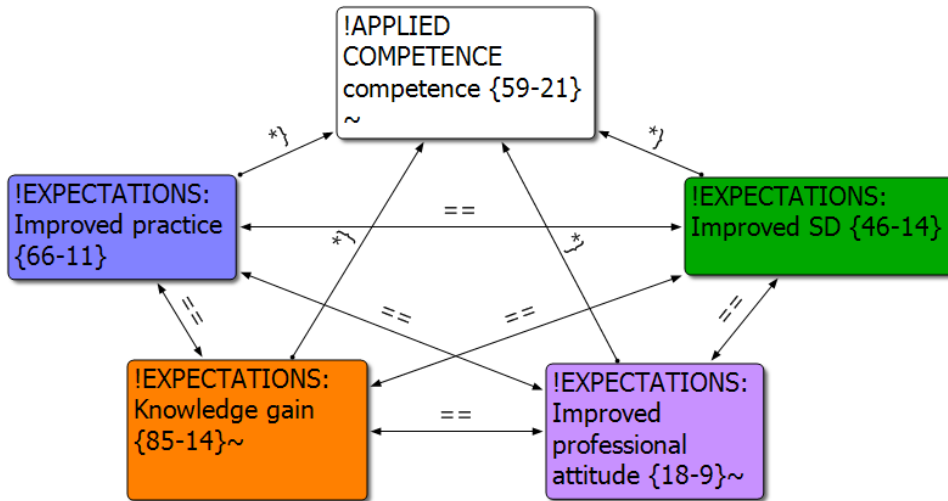 !APPLIED
COMPETENCE
competence {59-21}
~
*}
*}
!EXPECTATIONS:
Improved practice
{66-11}
==
!EXPECTATIONS:
Improved SD {46-14}
*}
*}
==
==
==
==
!EXPECTATIONS:
Knowledge gain
{85-14}~
==
!EXPECTATIONS:
Improved
professional
attitude {18-9}~